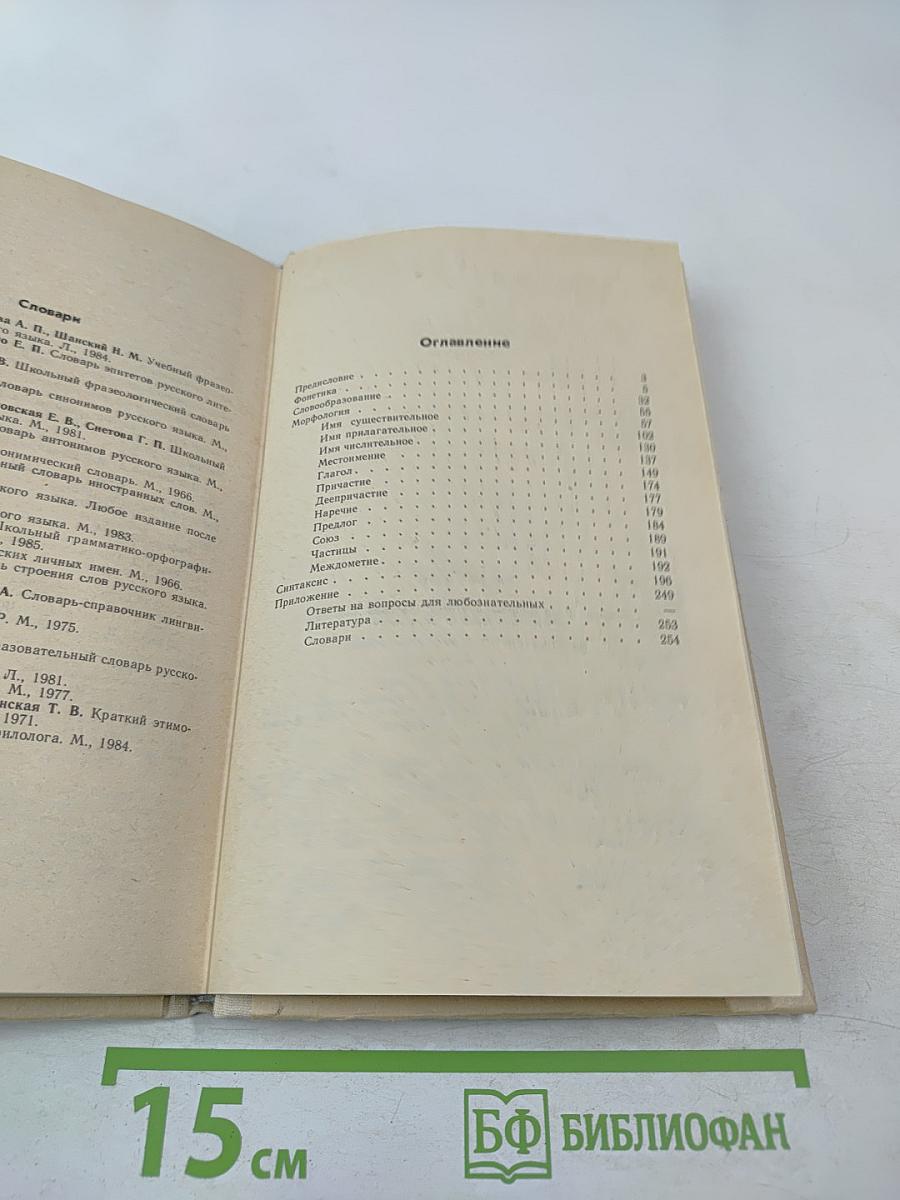 Словари
ва А. П., Шанский Н. М. Учебный фразео-
го языка. Л., 1984.
о Е. П. Словарь эпитетов русского лите-
В. Школьный фразеологический словарь
ловарь синонимов русского языка. М.,
овская Е. В., Снетова Г. П. Школьный
ыка. М., 1981.
оварь антонимов русского языка. М.,
онимический словарь. М., 1966.
ный словарь иностранных слов. М.,
ского языка. Любое издание после
ого языка. М., 1983.
Школьный грамматико-орфографи-
, 1985.
ских личных имен. М., 1966.
ь строения слов русского языка.
А. Словарь-справочник лингви-
Р. М., 1975.
разовательный словарь русско-
Л., 1981.
М., 1977.
нская Т. В. Краткий этимо-
1971.
илолога. М., 1984.
Оглавление
Предисловие 3
Фонетика 5
Словообразование 32
Морфология 56
Имя существительное 57
Имя прилагательное 102
Имя числительное 130
Местоимение 137
Глагол 149
Причастие 174
Деепричастие 177
Наречие 179
Предлог 184
Союз 189
Частицы 191
Междометие 192
Синтаксис 196
Приложение 249
Ответы на вопросы для любознательных —
Литература 253
Словари 254
15 см
БФ БИБЛИОФАН